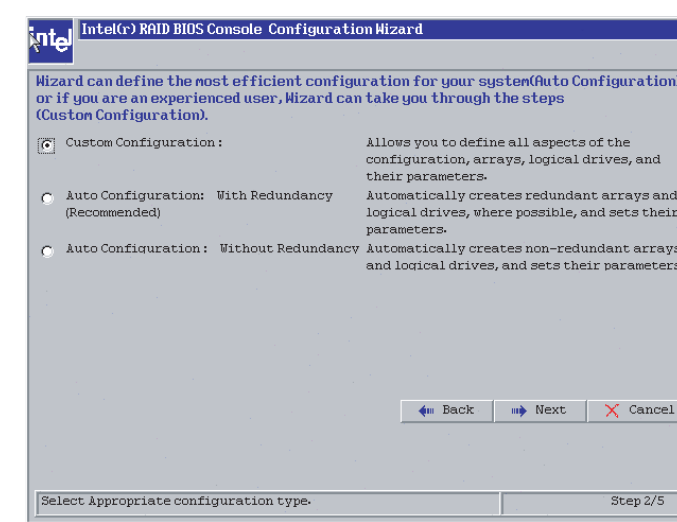 intel
Intel(r) RAID BIOS Console Configuration Wizard
Wizard can define the most efficient configuration for your system(Auto Configuration
or if you are an experienced user, Wizard can take you through the steps
(Custom Configuration).
Custom Configuration :
Allows you to define all aspects of the
configuration, arrays, logical drives, and
their parameters.
Auto Configuration: With Redundancy
(Recommended)
Automatically creates redundant arrays and
logical drives, where possible, and sets their
parameters.
Auto Configuration : Without Redundancy
Automatically creates non-redundant arrays
and logical drives, and sets their parameters
Back
Next
Cancel
Select Appropriate configuration type.
Step 2/5